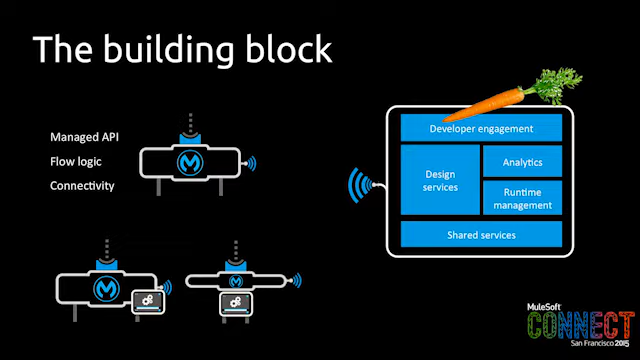 The building block
Managed API
Flow logic
Connectivity
Developer engagement
Design
services
Analytics
Runtime
management
Shared services
MuleSoft
CONNECT
San Francisco 2015